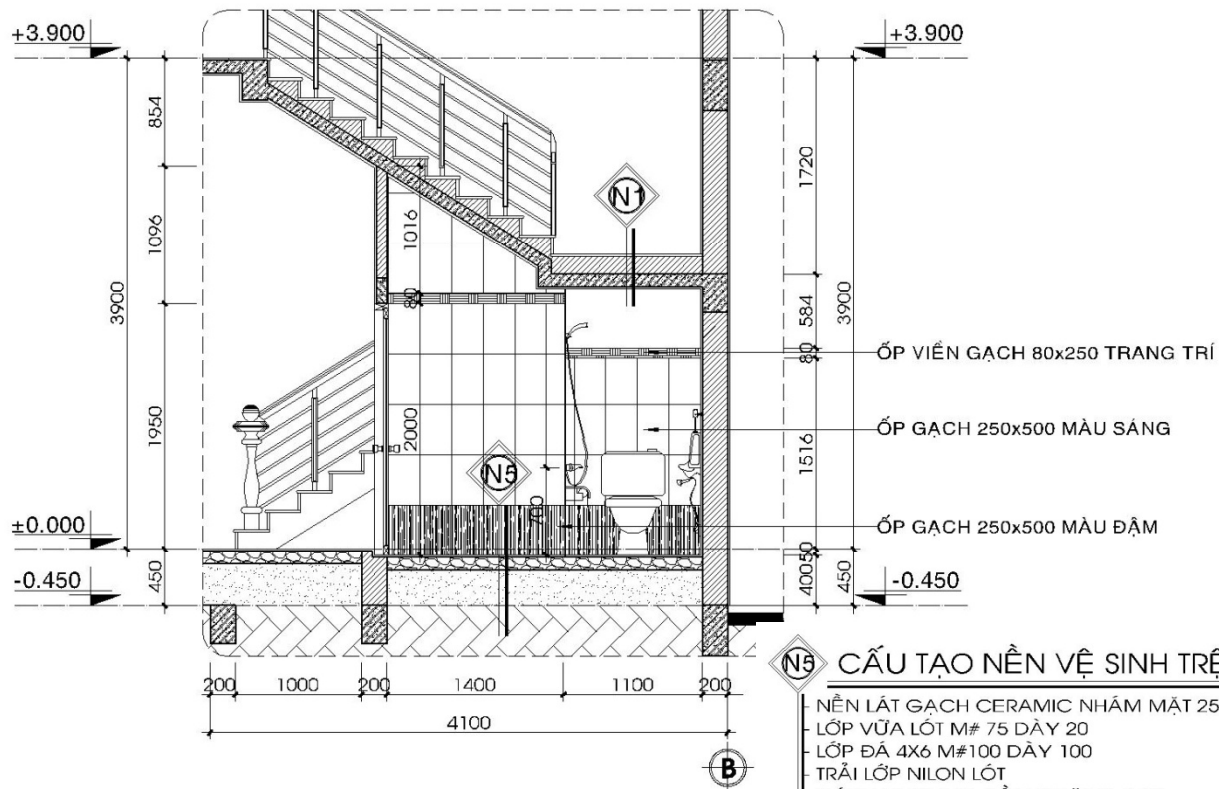 +3.900
+3.900
854
1096
1950
450
3900
1016
80
2000
700
1720
584
80
1516
50
400
3900
450
N1
N5
ỐP VIỀN GẠCH 80x250 TRANG TRÍ
ỐP GẠCH 250x500 MÀU SÁNG
ỐP GẠCH 250x500 MÀU ĐẬM
±0.000
-0.450
-0.450
200 1000 200 1400 1100 200
4100
B
N5 CẤU TẠO NỀN VỆ SINH TRỆ
NỀN LÁT GẠCH CERAMIC NHÁM MẶT 25
LỚP VỮA LÓT M# 75 DÀY 20
LỚP ĐÁ 4X6 M#100 DÀY 100
TRẢI LỚP NILON LÓT